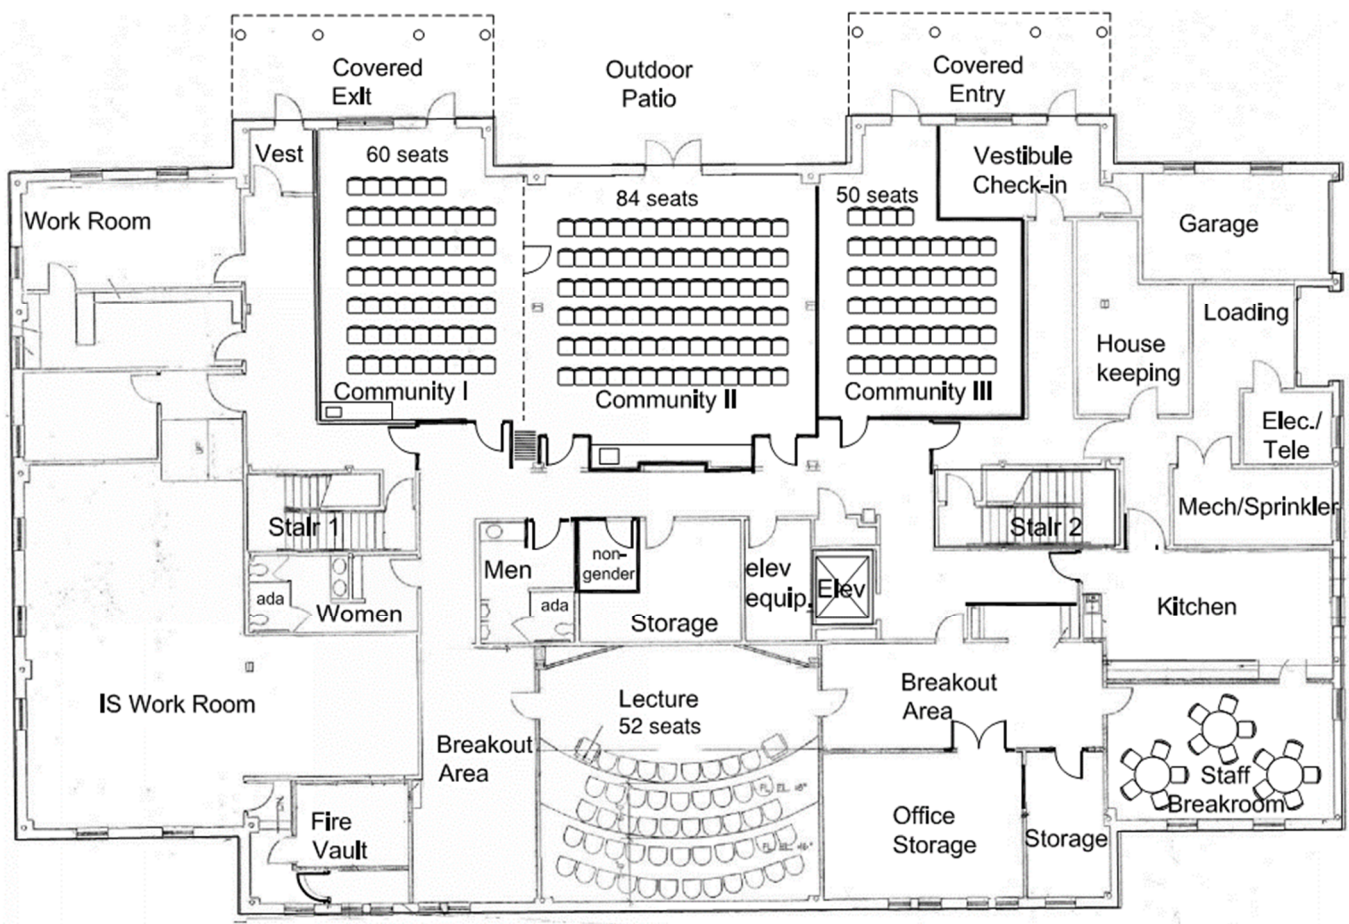 Covered
Exit
Outdoor
Patio
Covered
Entry
Vest
60 seats
84 seats
50 seats
Vestibule
Check-in
Work Room
Garage
Loading
House
keeping
Community I
Community II
Community III
Elec./
Tele
UP
Stair 1
Stair 2
Mech/Sprinkler
Men
non-
gender
elev
equip.
Elev
ada
Women
ada
Storage
Kitchen
IS Work Room
Lecture
52 seats
Breakout
Area
Breakout
Area
Staff
Breakroom
Fire
Vault
DN
Office
Storage
Storage